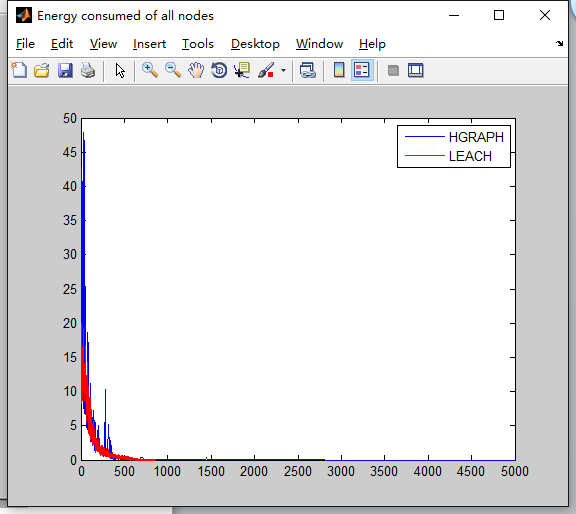 Energy consumed of all nodes
File Edit View Insert Tools Desktop Window Help
50
45
40
35
30
25
20
15
10
5
0
HGRAPH
LEACH
0 500 1000 1500 2000 2500 3000 3500 4000 4500 5000